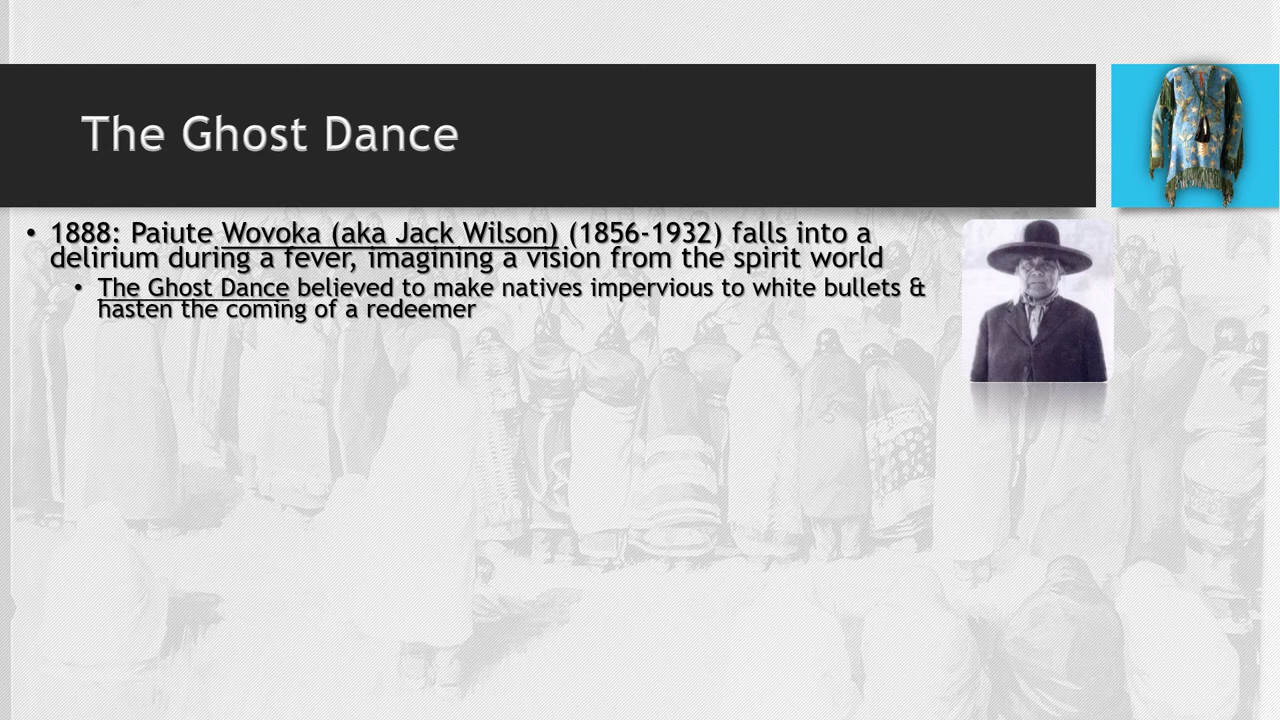 The Ghost Dance
• 1888: Paiute Wovoka (aka Jack Wilson) (1856-1932) falls into a
delirium during a fever, imagining a vision from the spirit world
• The Ghost Dance believed to make natives impervious to white bullets &
hasten the coming of a redeemer